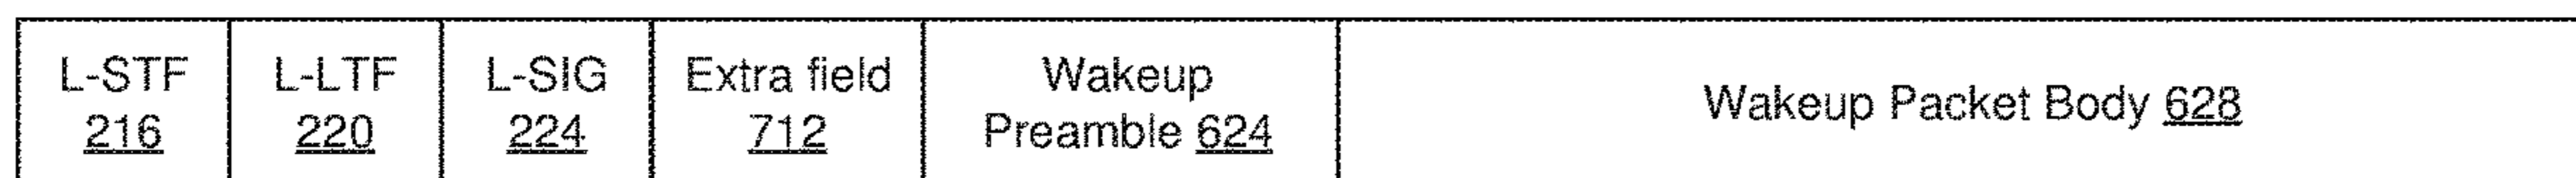 L-STF
216
L-LTF
220
L-SIG
224
Extra field
712
Wakeup
Preamble 624
Wakeup Packet Body 628